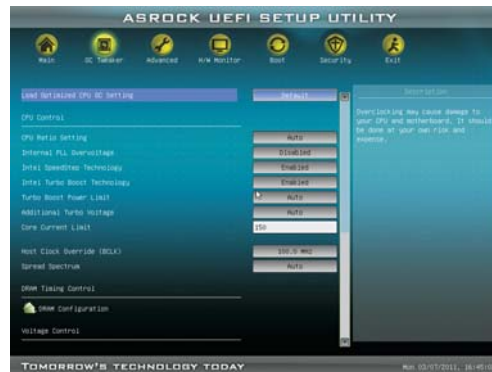 ASROCK UEFI SETUP UTILITY
Main
OC Tweaker
Advanced
H/W Monitor
Boot
Security
Exit
Load Optimized CPU OC Setting
Default
Description
Overclocking may cause damage to
your CPU and motherboard. It should
be done at your own risk and
expense.
CPU Control
CPU Ratio Setting
Auto
Internal PLL Overvoltage
Disabled
Intel SpeedStep Technology
Enabled
Intel Turbo Boost Technology
Enabled
Turbo Boost Power Limit
Auto
Additional Turbo Voltage
Auto
Core Current Limit
150
Host Clock Override (BCLK)
100.0 MHz
Spread Spectrum
Auto
DRAM Timing Control
DRAM Configuration
Voltage Control
TOMORROW'S TECHNOLOGY TODAY
Mon 03/07/2011,